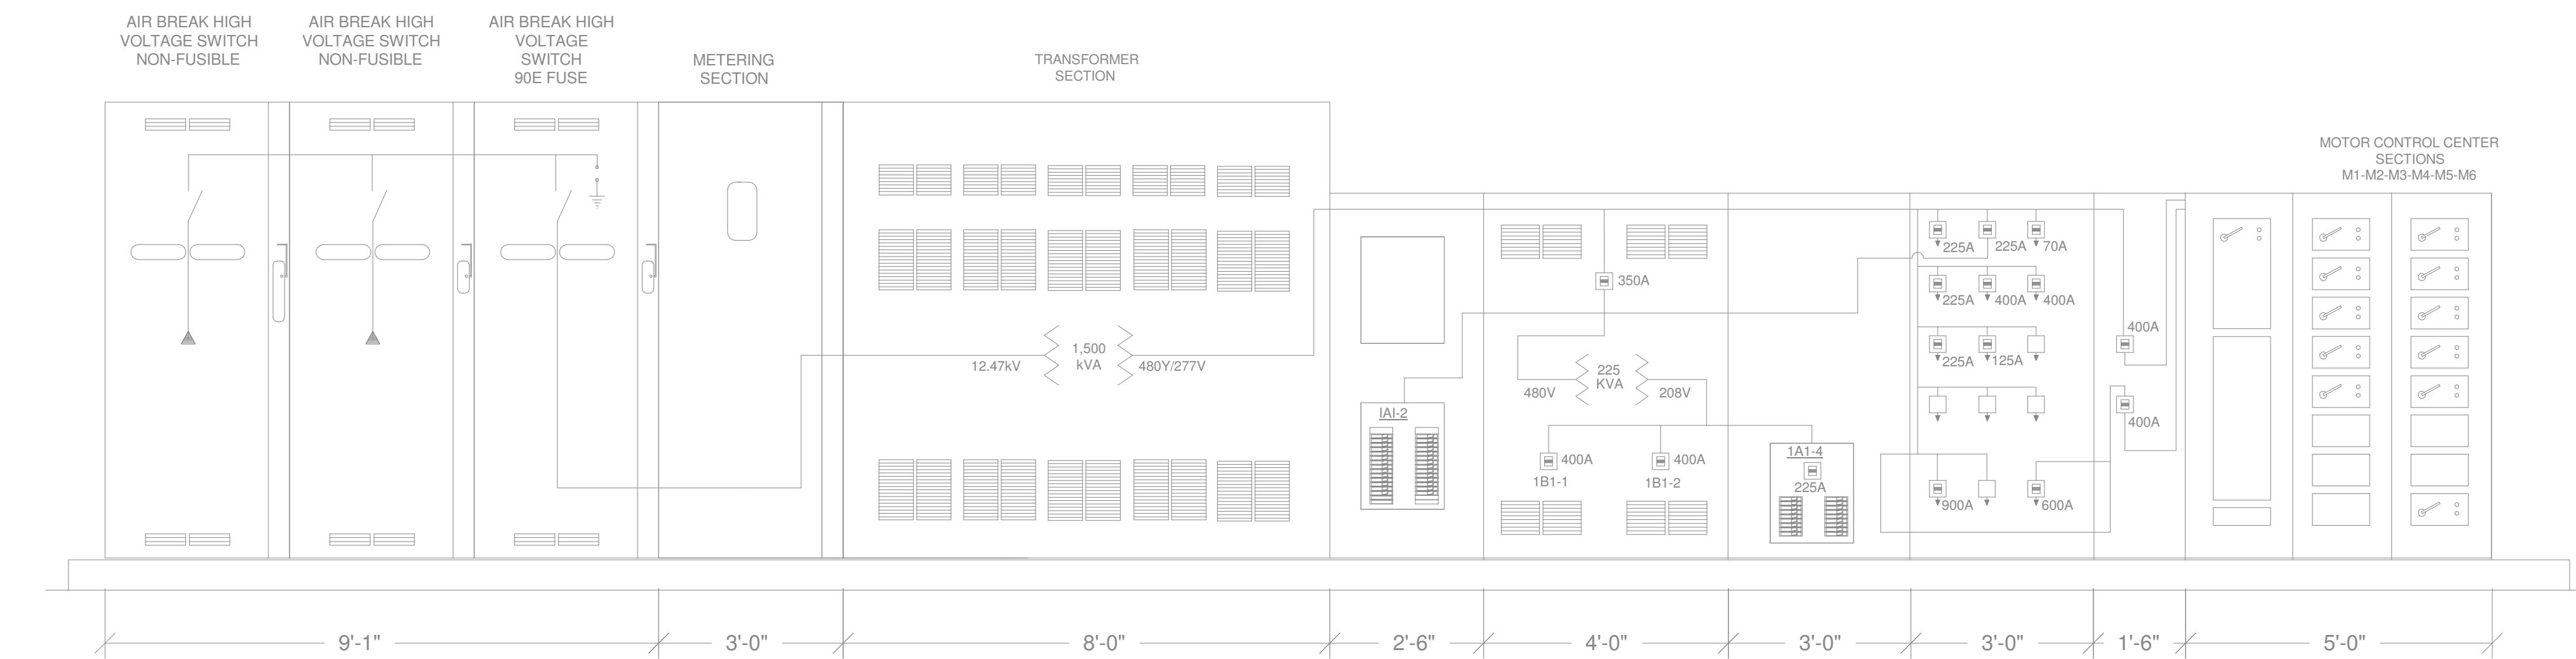 AIR BREAK HIGH
VOLTAGE SWITCH
NON-FUSIBLE
AIR BREAK HIGH
VOLTAGE SWITCH
NON-FUSIBLE
AIR BREAK HIGH
VOLTAGE
SWITCH
90E FUSE
METERING
SECTION
TRANSFORMER
SECTION
MOTOR CONTROL CENTER
SECTIONS
M1-M2-M3-M4-M5-M6
12.47kV
1,500
kVA
480Y/277V
IAI-2
350A
480V
225
KVA
208V
400A
1B1-1
400A
1B1-2
1A1-4
225A
225A
225A
70A
225A
400A
400A
225A
125A
900A
600A
400A
400A
9'-1"
3'-0"
8'-0"
2'-6"
4'-0"
3'-0"
3'-0"
1'-6"
5'-0"